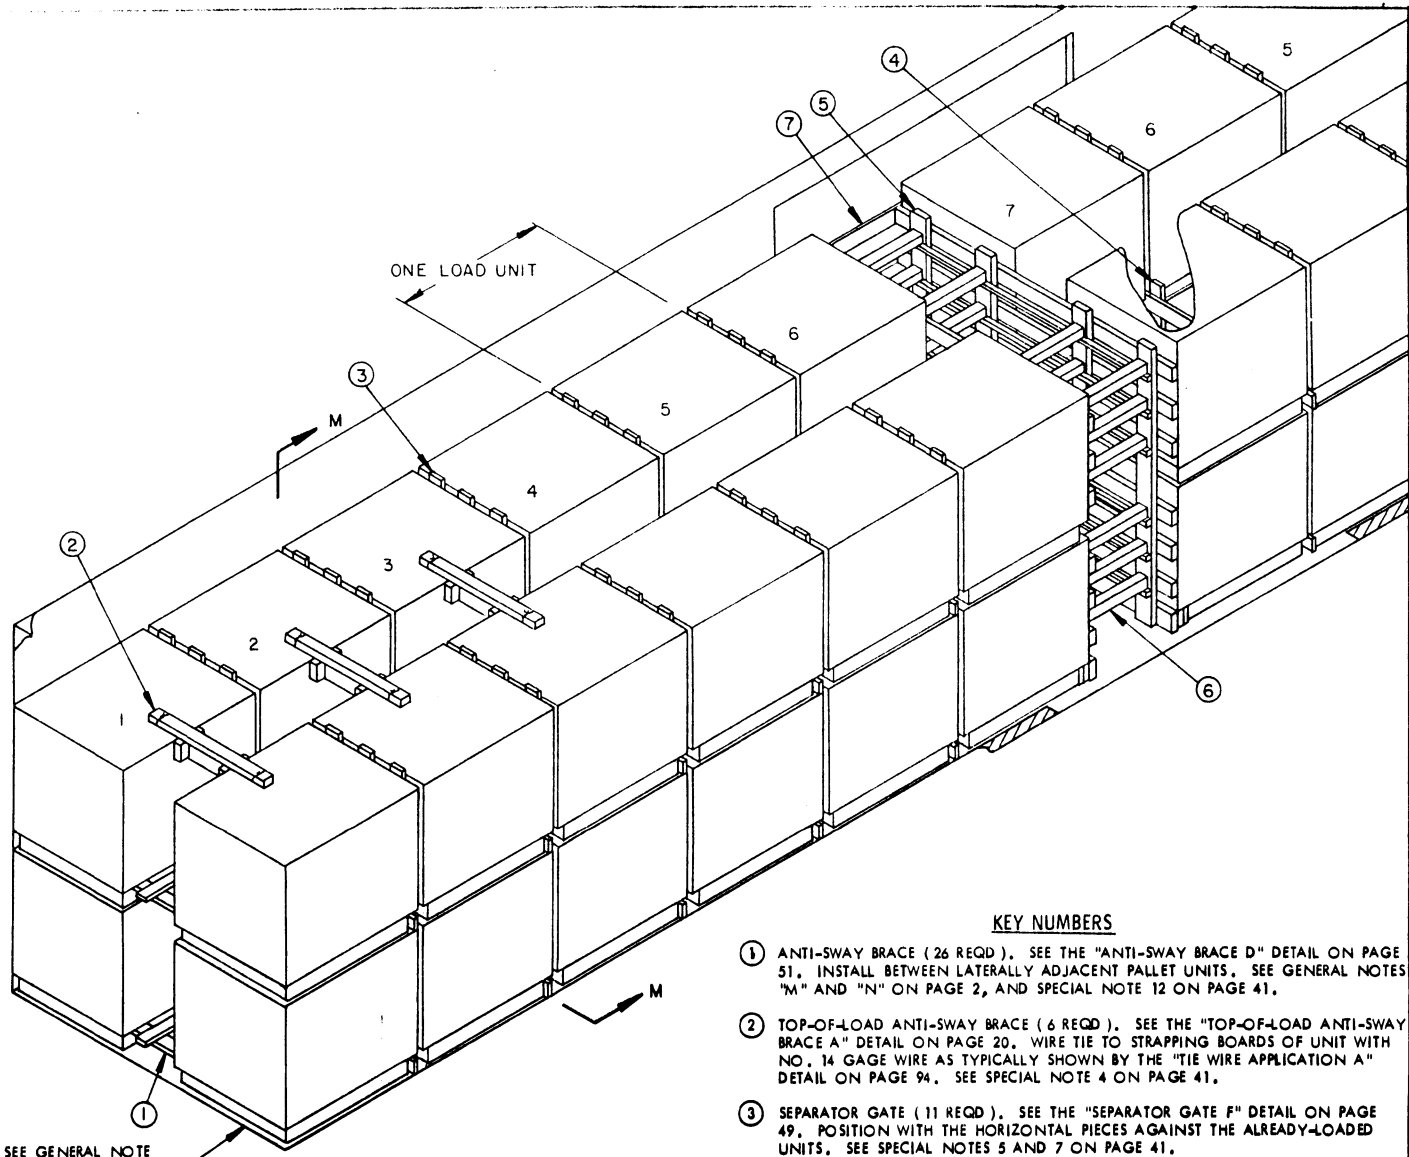 5
6
7
④
⑤
⑦
ONE LOAD UNIT
6
5
③
M
4
②
3
2
1
⑥
M
1
①
SEE GENERAL NOTE
KEY NUMBERS
① ANTI-SWAY BRACE (26 REQD). SEE THE "ANTI-SWAY BRACE D" DETAIL ON PAGE
51. INSTALL BETWEEN LATERALLY ADJACENT PALLET UNITS. SEE GENERAL NOTES
"M" AND "N" ON PAGE 2, AND SPECIAL NOTE 12 ON PAGE 41.
② TOP-OF-LOAD ANTI-SWAY BRACE (6 REQD). SEE THE "TOP-OF-LOAD ANTI-SWAY
BRACE A" DETAIL ON PAGE 20. WIRE TIE TO STRAPPING BOARDS OF UNIT WITH
NO. 14 GAGE WIRE AS TYPICALLY SHOWN BY THE "TIE WIRE APPLICATION A"
DETAIL ON PAGE 94. SEE SPECIAL NOTE 4 ON PAGE 41.
③ SEPARATOR GATE (11 REQD). SEE THE "SEPARATOR GATE F" DETAIL ON PAGE
49. POSITION WITH THE HORIZONTAL PIECES AGAINST THE ALREADY-LOADED
UNITS. SEE SPECIAL NOTES 5 AND 7 ON PAGE 41.